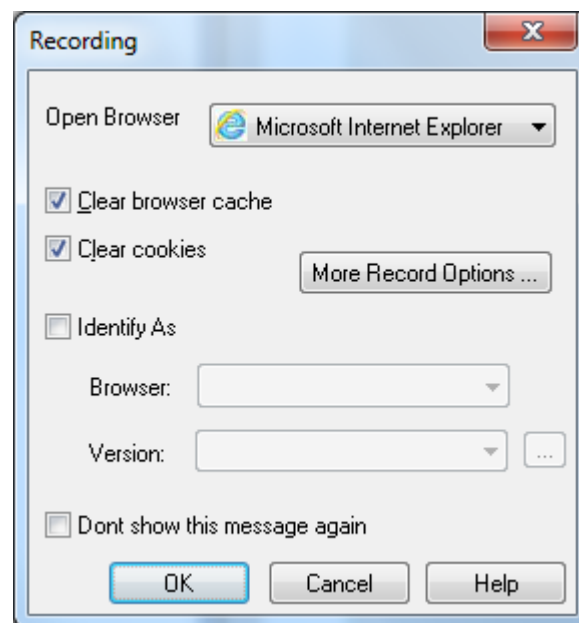 Recording
Open Browser Microsoft Internet Explorer
Clear browser cache
Clear cookies
More Record Options ...
Identify As
Browser:
Version: ...
Dont show this message again
OK Cancel Help